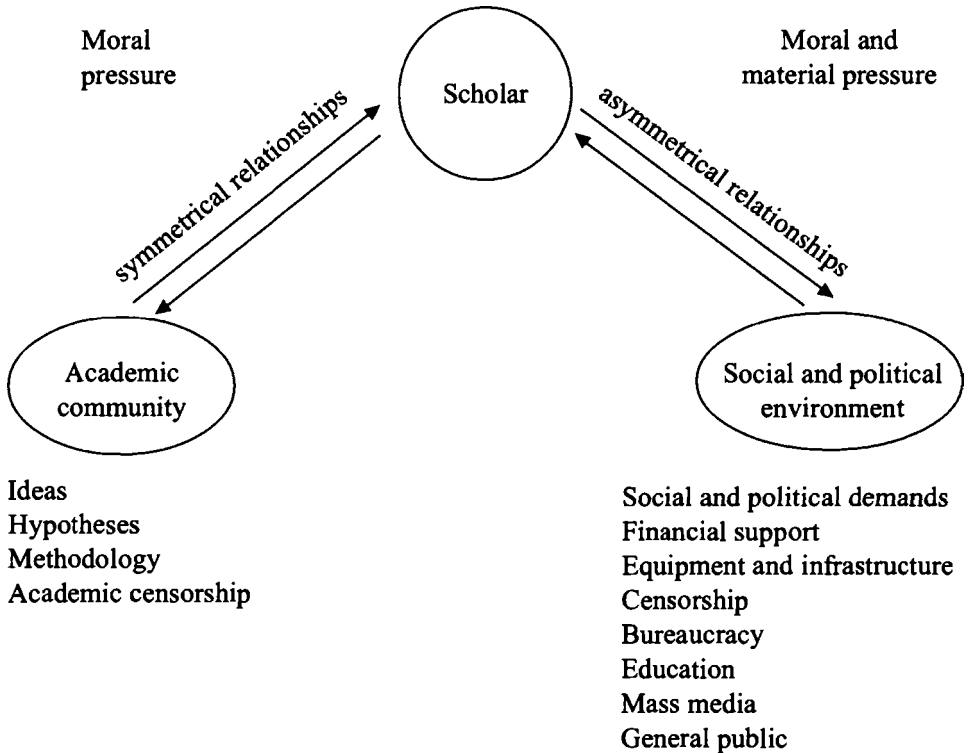 Moral
pressure
Scholar
Moral and
material pressure
symmetrical relationships
asymmetrical relationships
Academic
community
Social and political
environment
Ideas
Hypotheses
Methodology
Academic censorship
Social and political demands
Financial support
Equipment and infrastructure
Censorship
Bureaucracy
Education
Mass media
General public